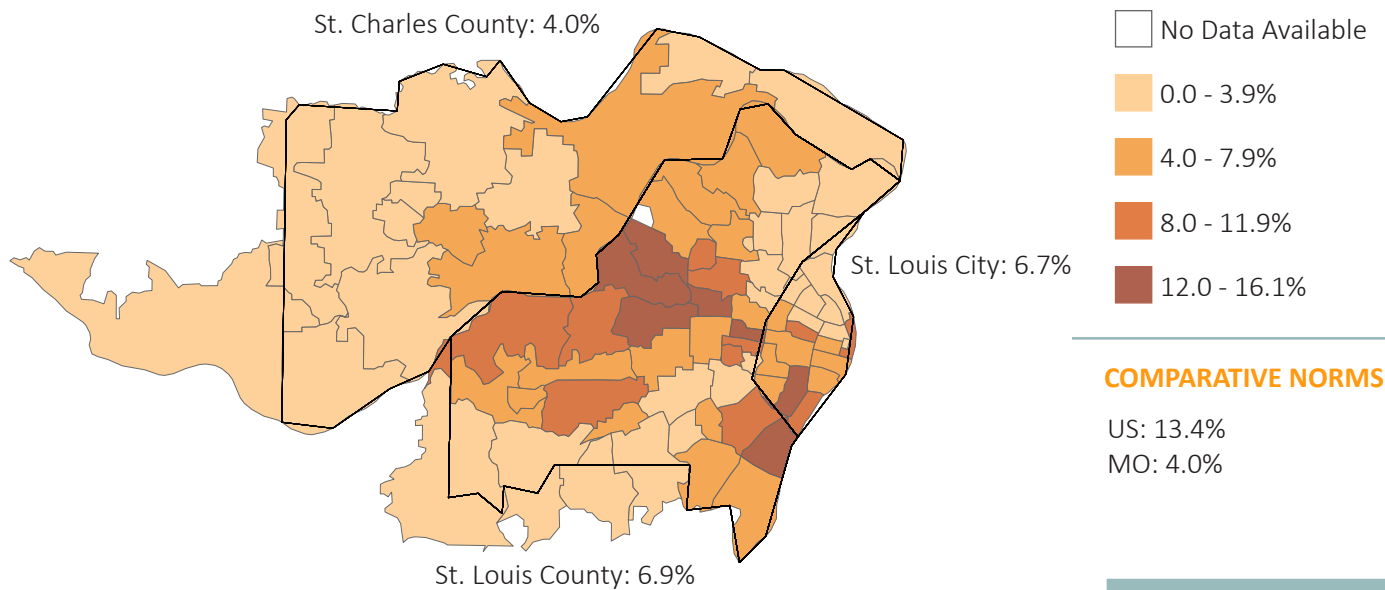 St. Charles County: 4.0%
No Data Available
0.0 - 3.9%
4.0 - 7.9%
8.0 - 11.9%
12.0 - 16.1%
St. Louis City: 6.7%
COMPARATIVE NORMS
US: 13.4%
MO: 4.0%
St. Louis County: 6.9%